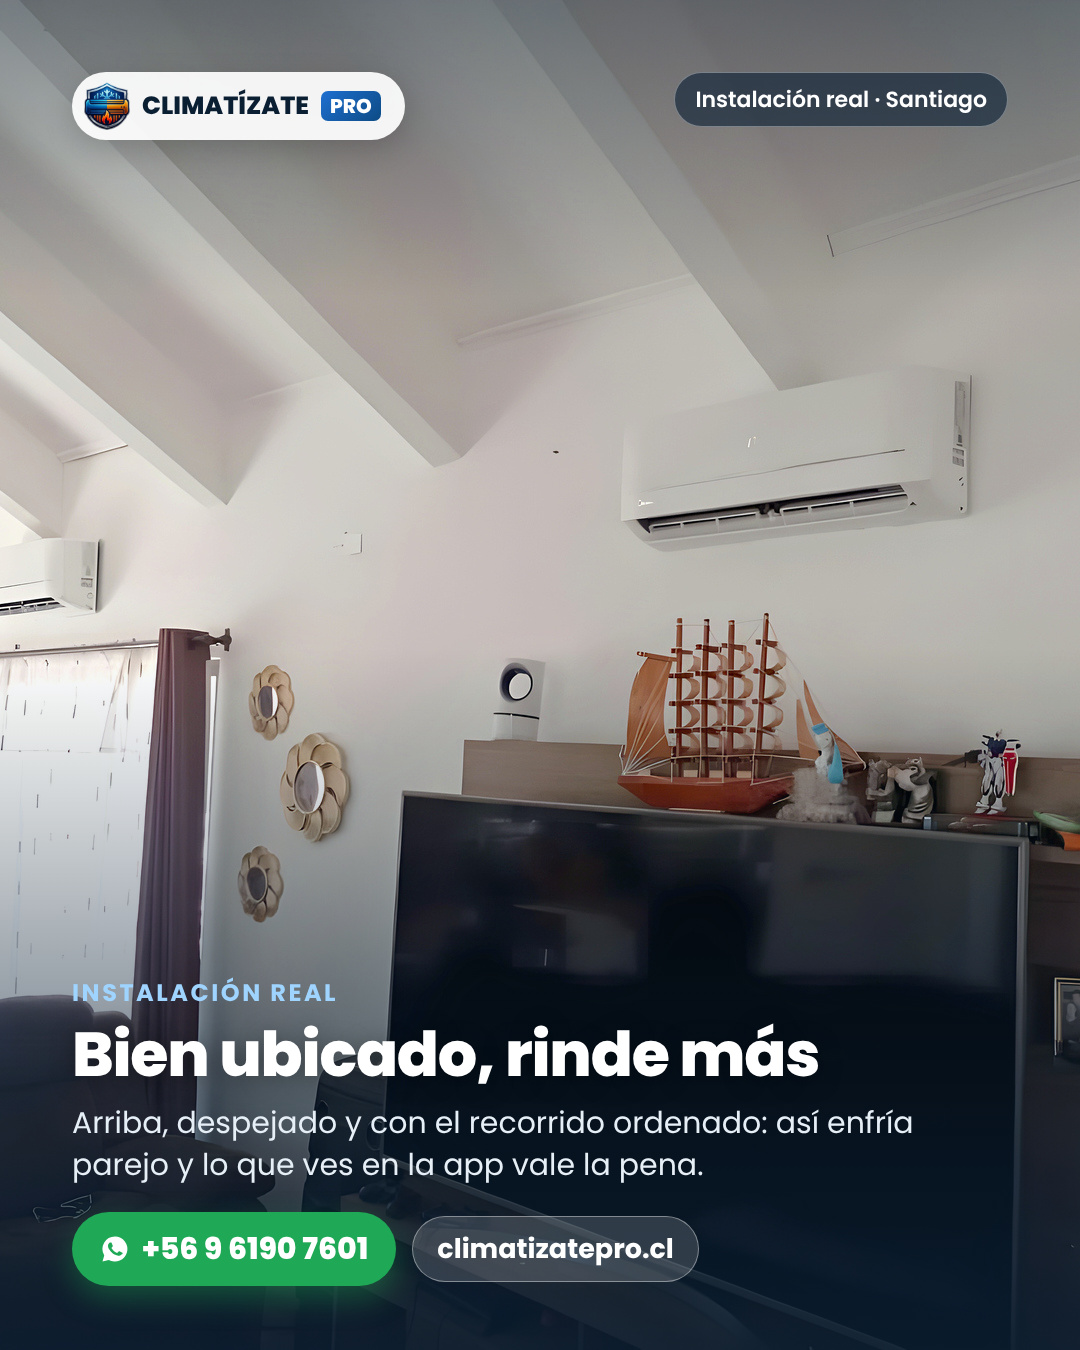 CLIMATÍZATE PRO
Instalación real · Santiago
INSTALACIÓN REAL
Bien ubicado, rinde más
Arriba, despejado y con el recorrido ordenado: así enfría
parejo y lo que ves en la app vale la pena.
+56 9 6190 7601
climatizatepro.cl